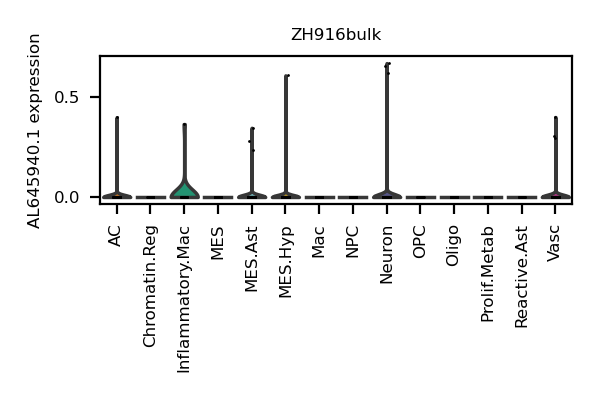 ZH916bulk
AL645940.1 expression
0.5
0.0
AC
Chromatin.Reg
Inflammatory.Mac
MES
MES.Ast
MES.Hyp
Mac
NPC
Neuron
OPC
Oligo
Prolif.Metab
Reactive.Ast
Vasc